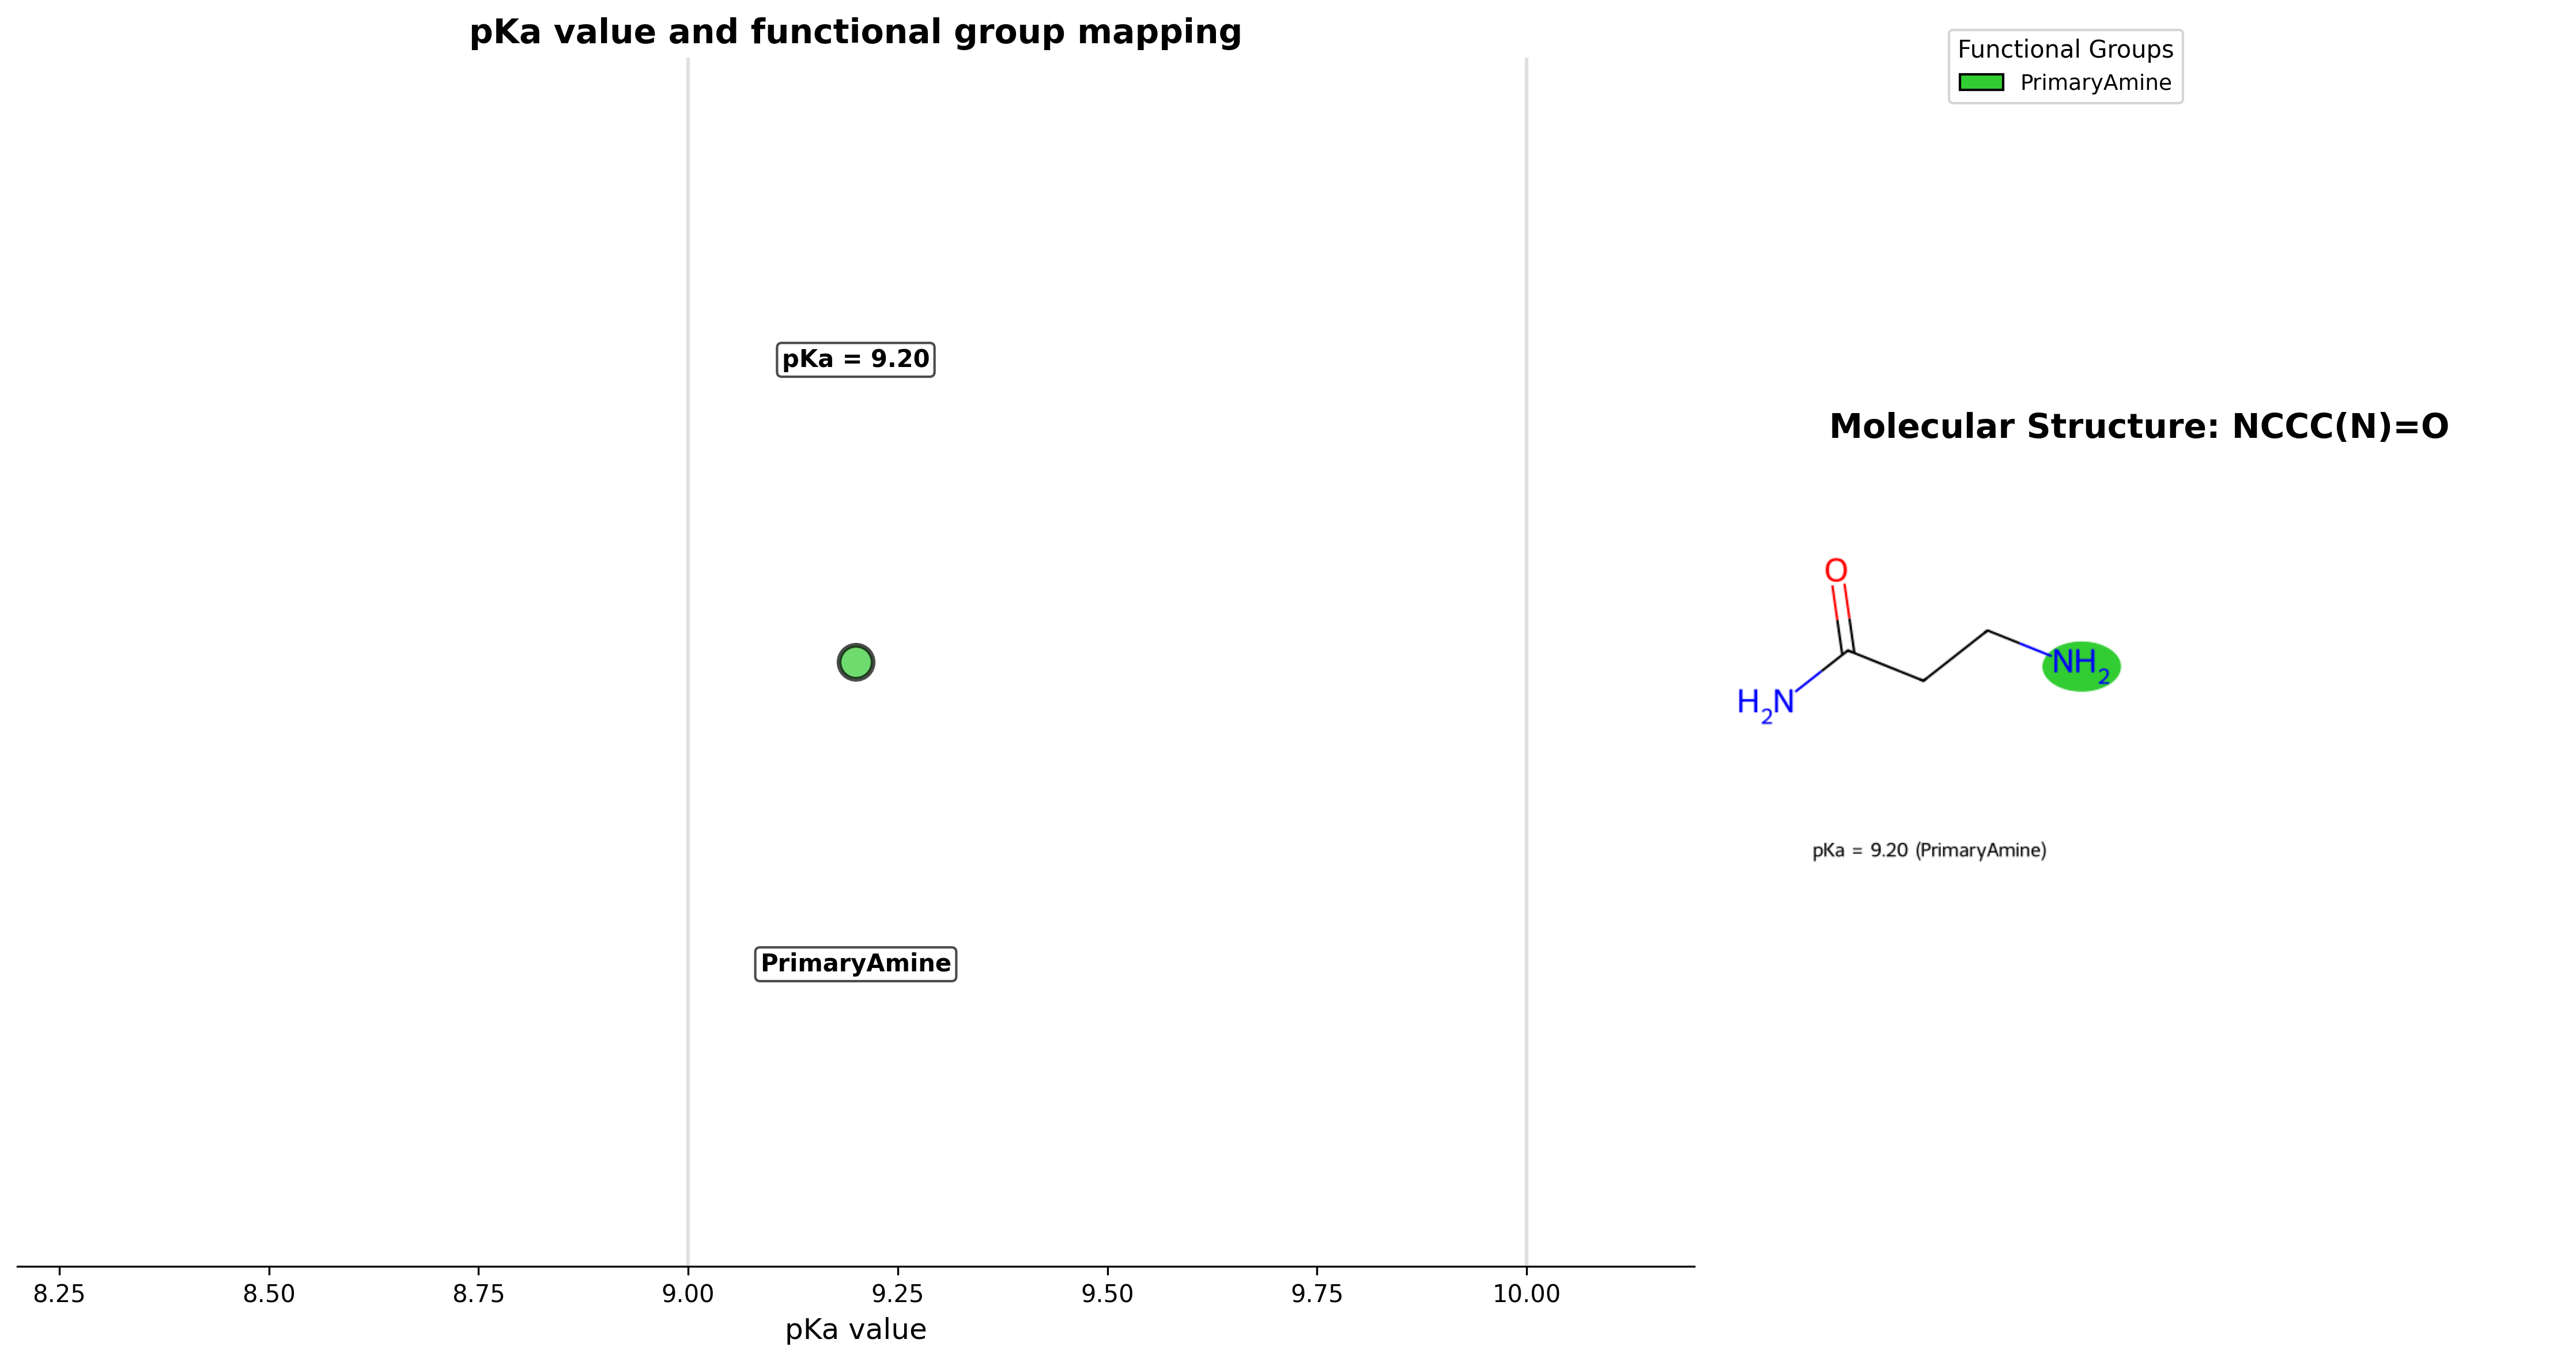 pKa value and functional group mapping
pKa = 9.20
PrimaryAmine
8.25 8.50 8.75 9.00 9.25 9.50 9.75 10.00
pKa value
Functional Groups
PrimaryAmine
Molecular Structure: NCCC(N)=O
O
NH2
H2N
pKa = 9.20 (PrimaryAmine)